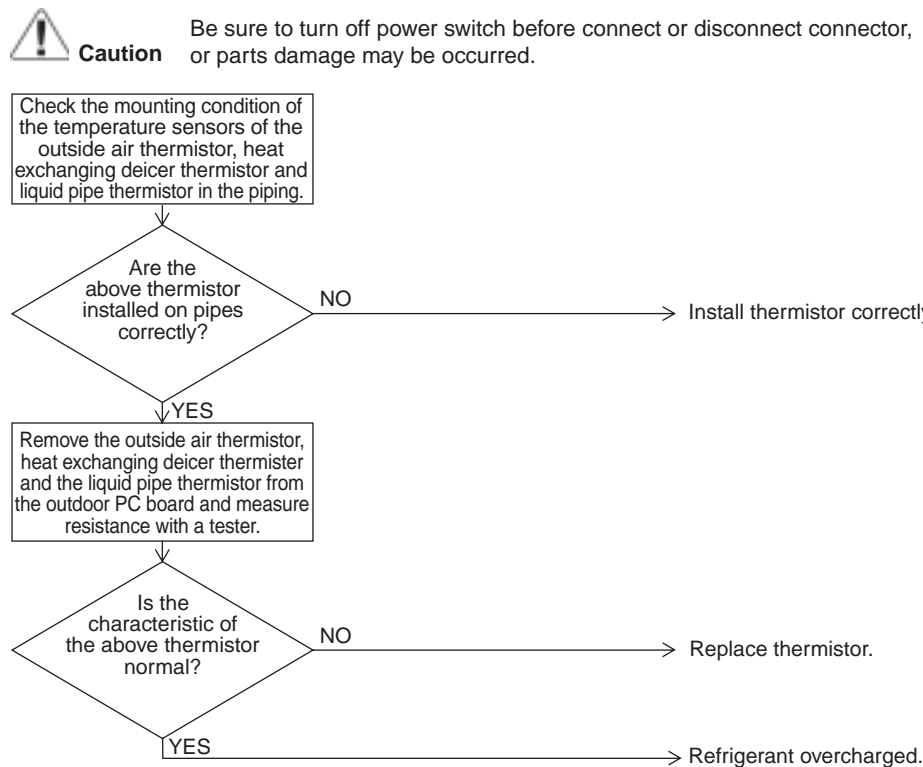 Be sure to turn off power switch before connect or disconnect connector,
Caution or parts damage may be occurred.
Check the mounting condition of
the temperature sensors of the
outside air thermistor, heat
exchanging deicer thermistor and
liquid pipe thermistor in the piping.
Are the
above thermistor
installed on pipes
correctly?
NO
Install thermistor correctly
YES
Remove the outside air thermistor,
heat exchanging deicer thermister
and the liquid pipe thermistor from
the outdoor PC board and measure
resistance with a tester.
Is the
characteristic of
the above thermistor
normal?
NO
Replace thermistor.
YES
Refrigerant overcharged.